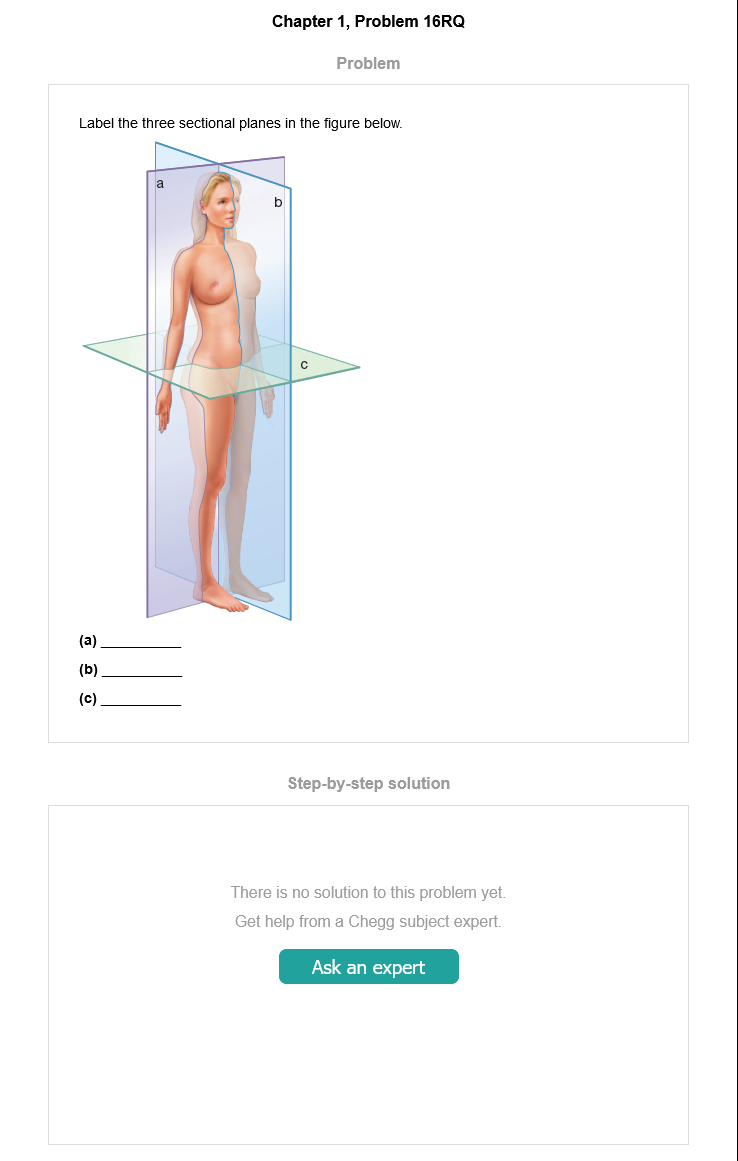 Chapter 1, Problem 16RQ
Problem
Label the three sectional planes in the figure below.
a
b
c
(a) __________
(b) __________
(c) __________
Step-by-step solution
There is no solution to this problem yet.
Get help from a Chegg subject expert.
Ask an expert